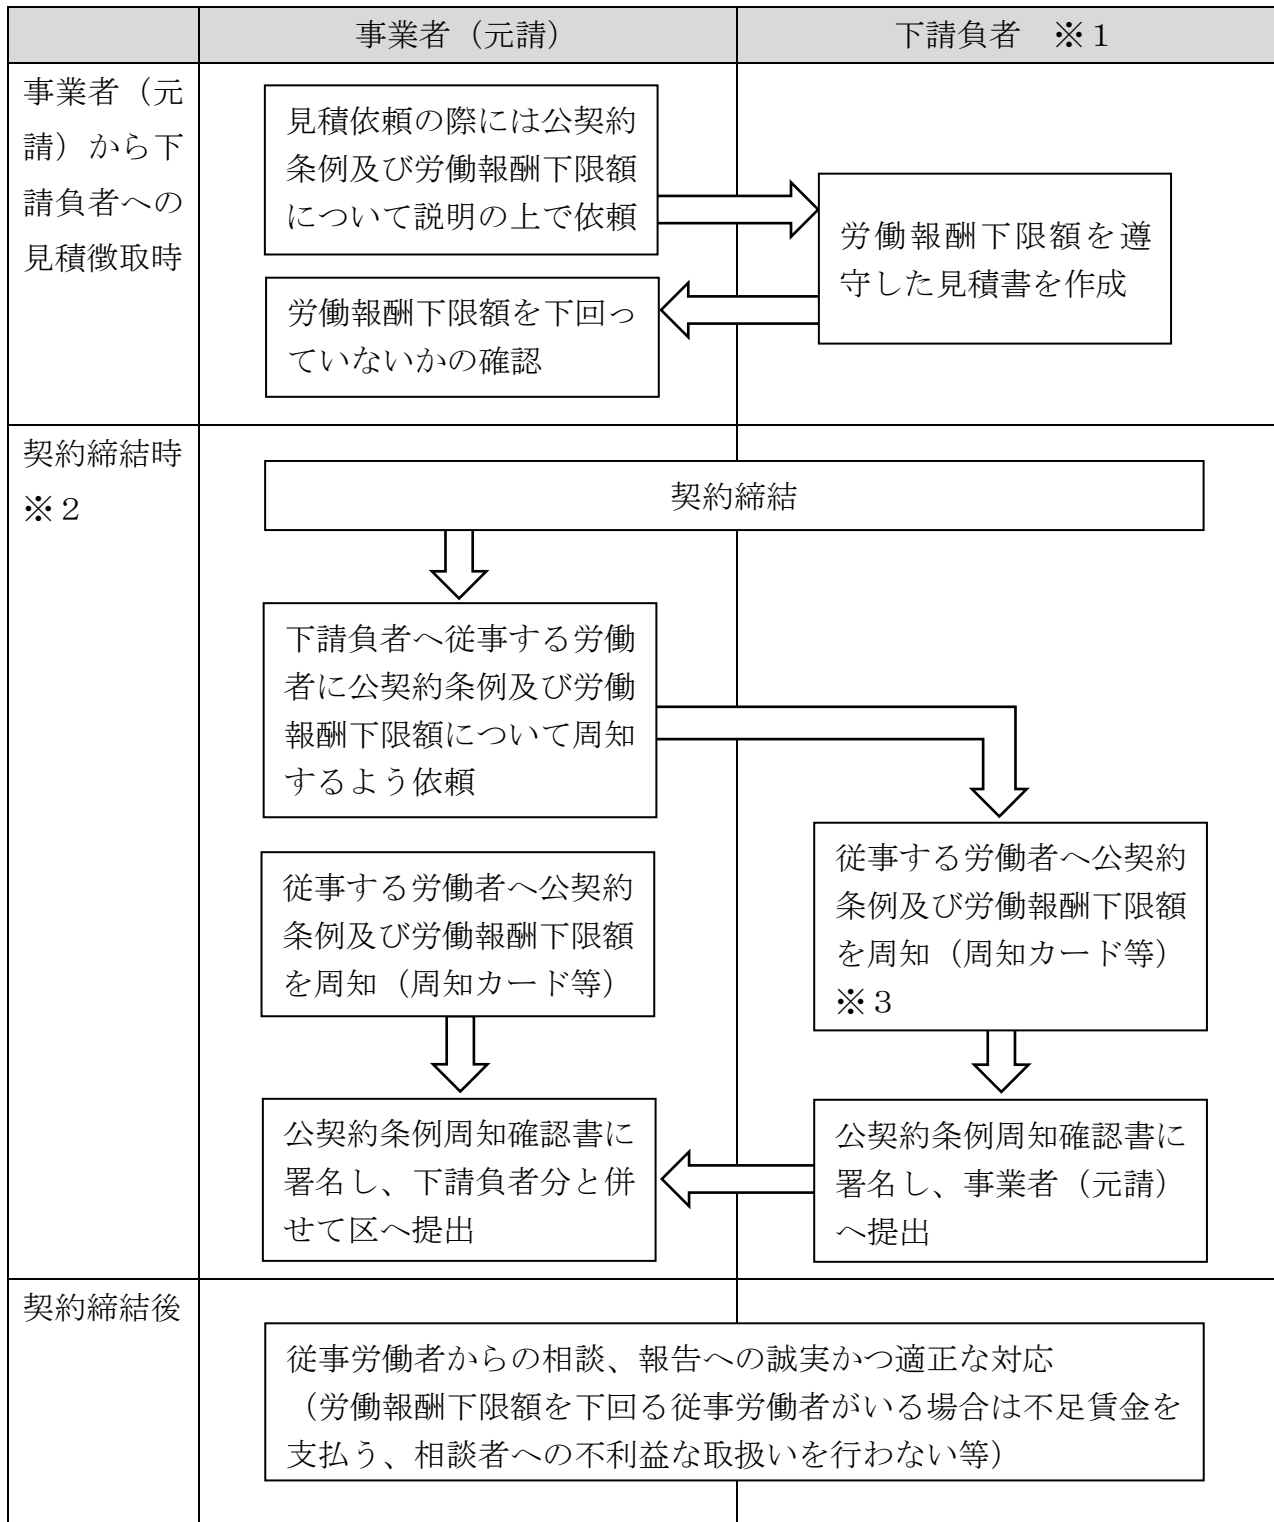 事業者（元請）
下請負者　※１
事業者（元
請）から下
請負者への
見積徴取時
見積依頼の際には公契約
条例及び労働報酬下限額
について説明の上で依頼
労働報酬下限額を遵
守した見積書を作成
労働報酬下限額を下回っ
ていないかの確認
契約締結時
※２
契約締結
下請負者へ従事する労働
者に公契約条例及び労働
報酬下限額について周知
するよう依頼
従事する労働者へ公契約
条例及び労働報酬下限額
を周知（周知カード等）
従事する労働者へ公契約
条例及び労働報酬下限額
を周知（周知カード等）
※３
公契約条例周知確認書に
署名し、下請負者分と併
せて区へ提出
公契約条例周知確認書に
署名し、事業者（元請）
へ提出
契約締結後
従事労働者からの相談、報告への誠実かつ適正な対応
（労働報酬下限額を下回る従事労働者がいる場合は不足賃金を
支払う、相談者への不利益な取扱いを行わない等）